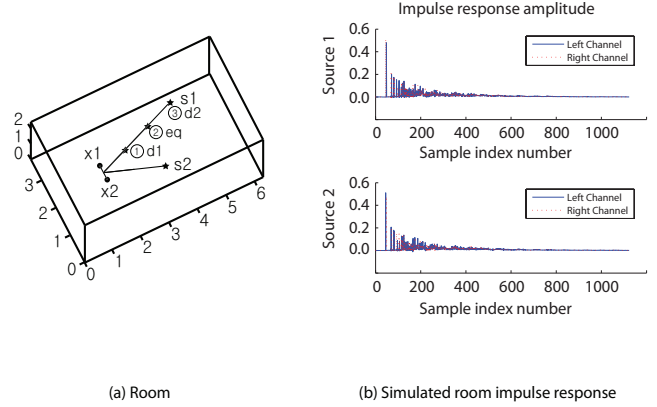 2
1
0
3
2
1
0
0
1
2
3
4
5
6
x1
x2
s1
③ d2
② eq
① d1
s2
(a) Room
Impulse response amplitude
Source 1
0.6
0.4
0.2
0.0
Left Channel
Right Channel
0 200 400 600 800 1000
Sample index number
Source 2
0.6
0.4
0.2
0.0
Left Channel
Right Channel
0 200 400 600 800 1000
Sample index number
(b) Simulated room impulse response